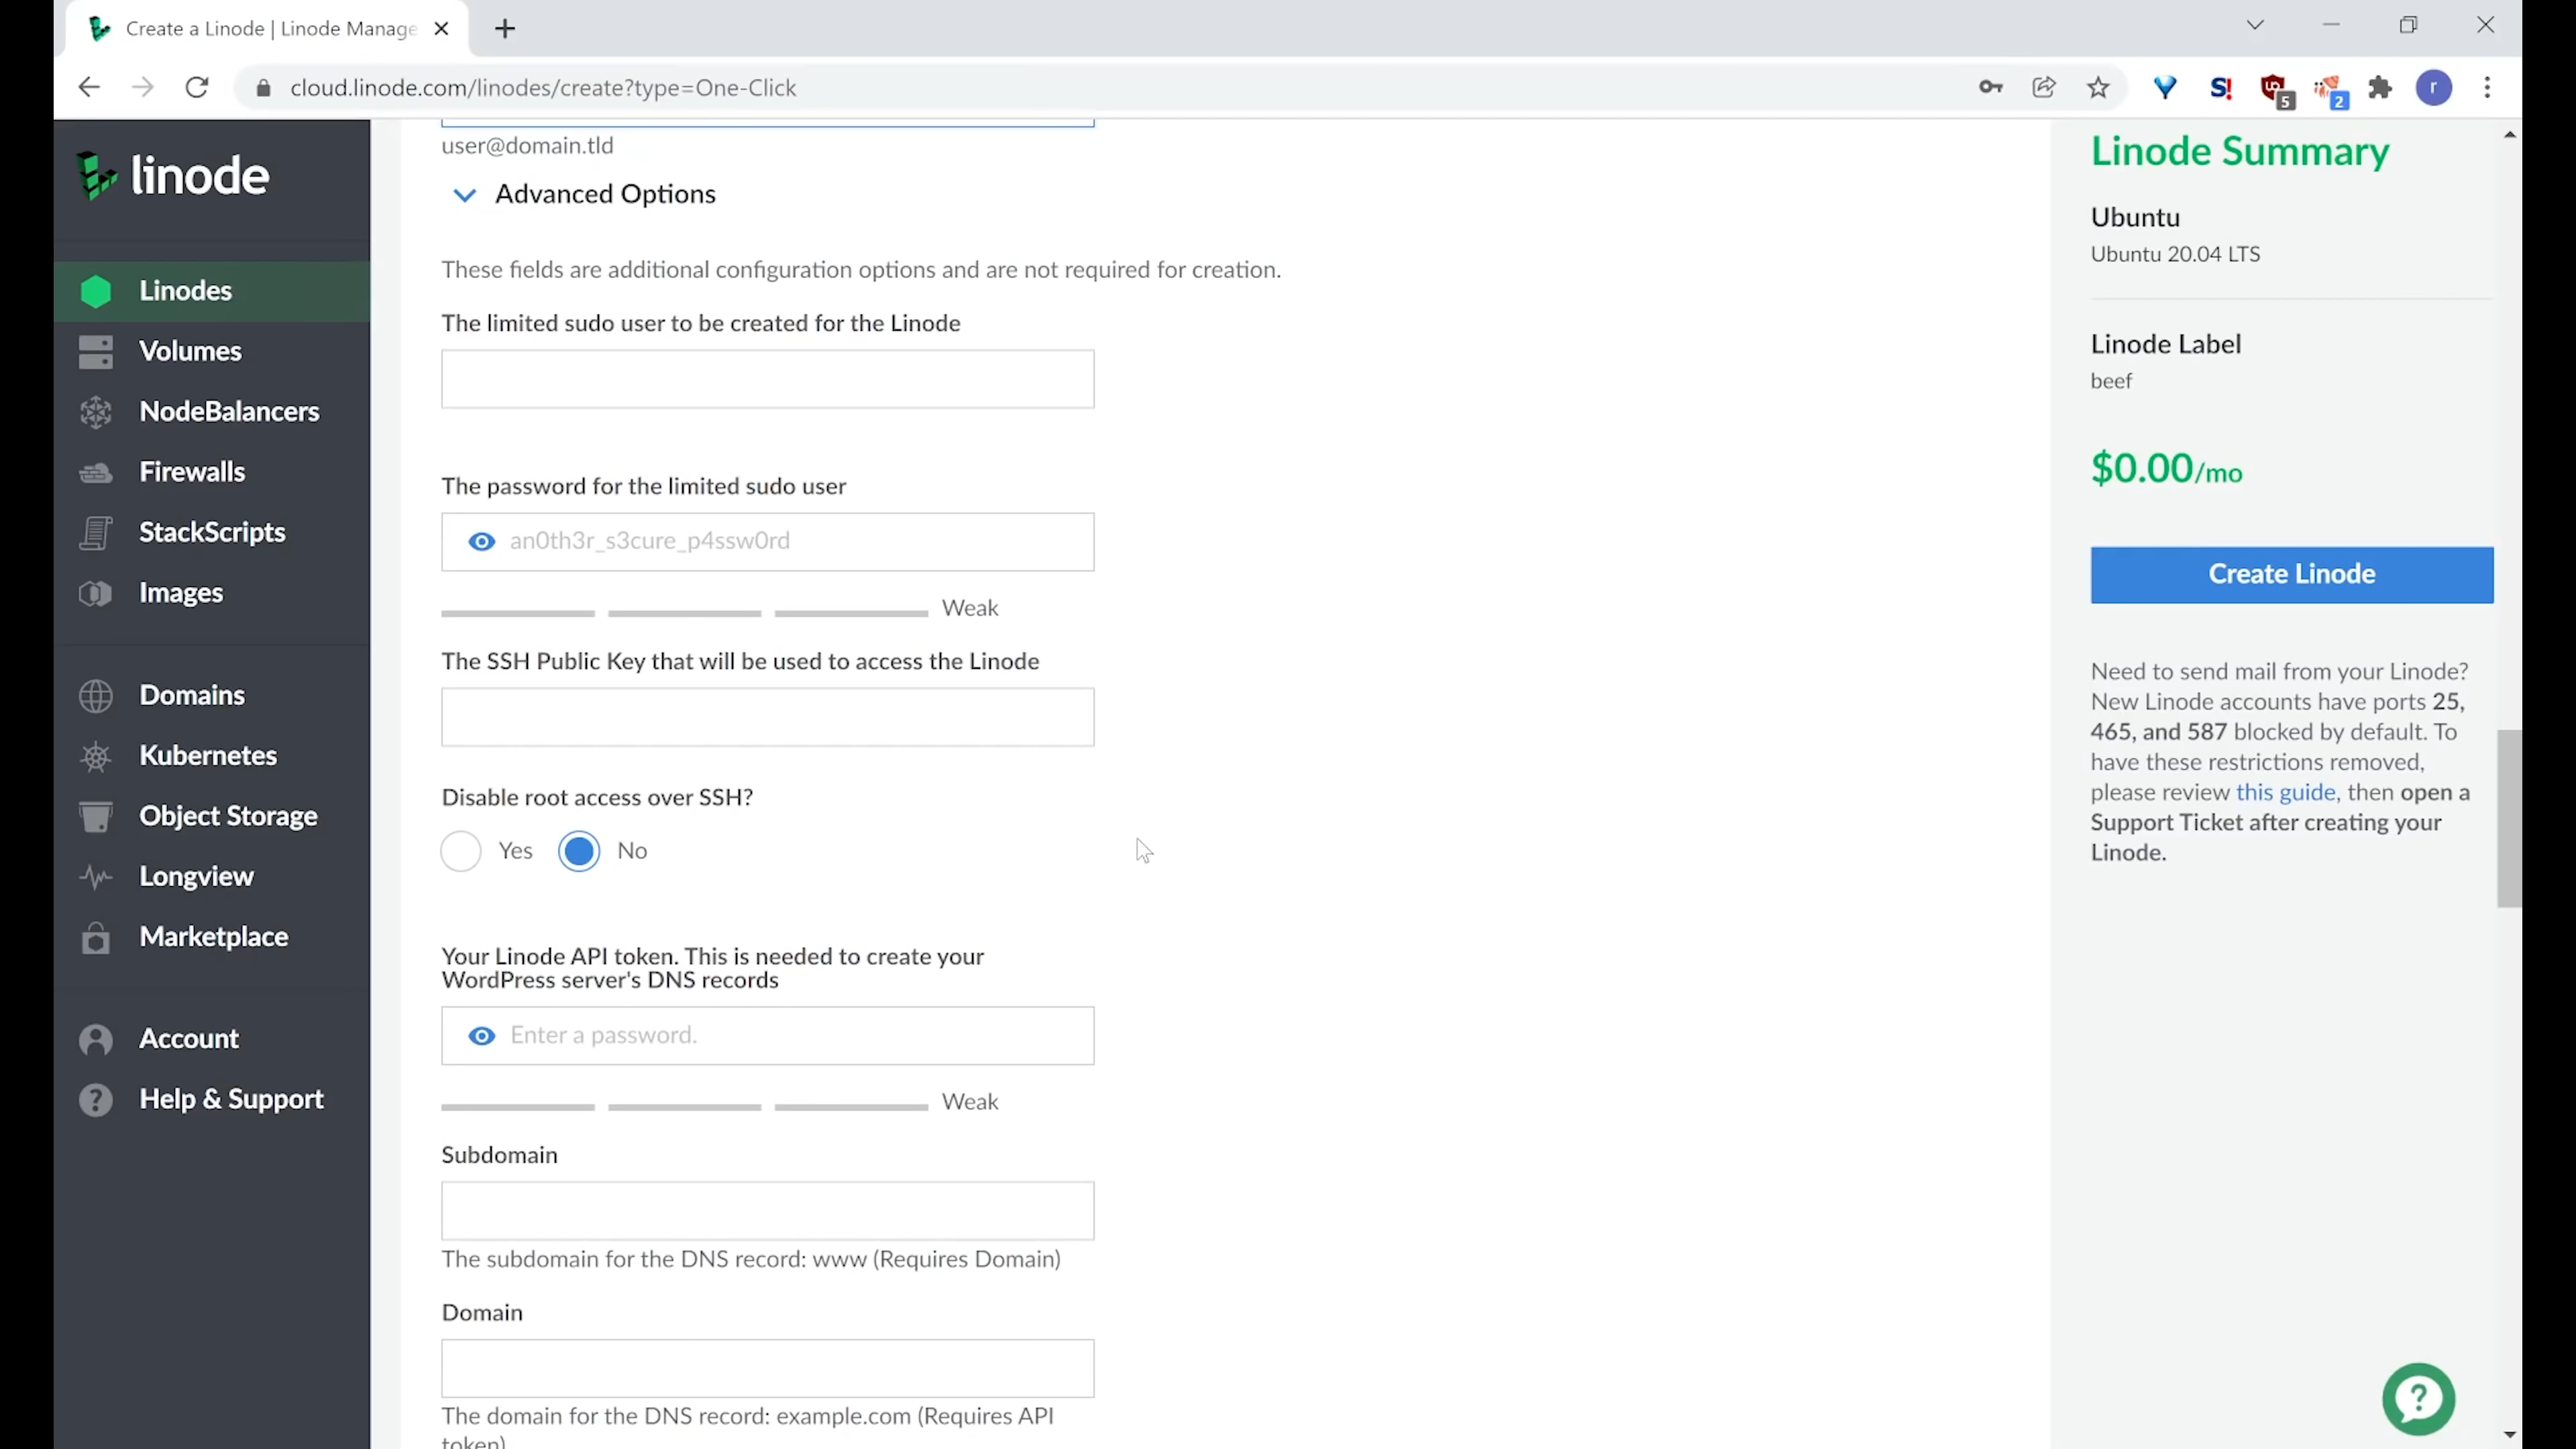 Create a Linode | Linode Manage
cloud.linode.com/linodes/create?type=One-Click
S!
5
2
r
linode
Linodes
Volumes
NodeBalancers
Firewalls
StackScripts
Images
Domains
Kubernetes
Object Storage
Longview
Marketplace
Account
Help & Support
user@domain.tld
Advanced Options
These fields are additional configuration options and are not required for creation.
The limited sudo user to be created for the Linode
The password for the limited sudo user
an0th3r_s3cure_p4ssw0rd
Weak
The SSH Public Key that will be used to access the Linode
Disable root access over SSH?
Yes No
Your Linode API token. This is needed to create your
WordPress server's DNS records
Enter a password.
Weak
Subdomain
The subdomain for the DNS record: www (Requires Domain)
Domain
The domain for the DNS record: example.com (Requires API
token)
Linode Summary
Ubuntu
Ubuntu 20.04 LTS
Linode Label
beef
$0.00/mo
Create Linode
Need to send mail from your Linode?
New Linode accounts have ports 25,
465, and 587 blocked by default. To
have these restrictions removed,
please review this guide, then open a
Support Ticket after creating your
Linode.